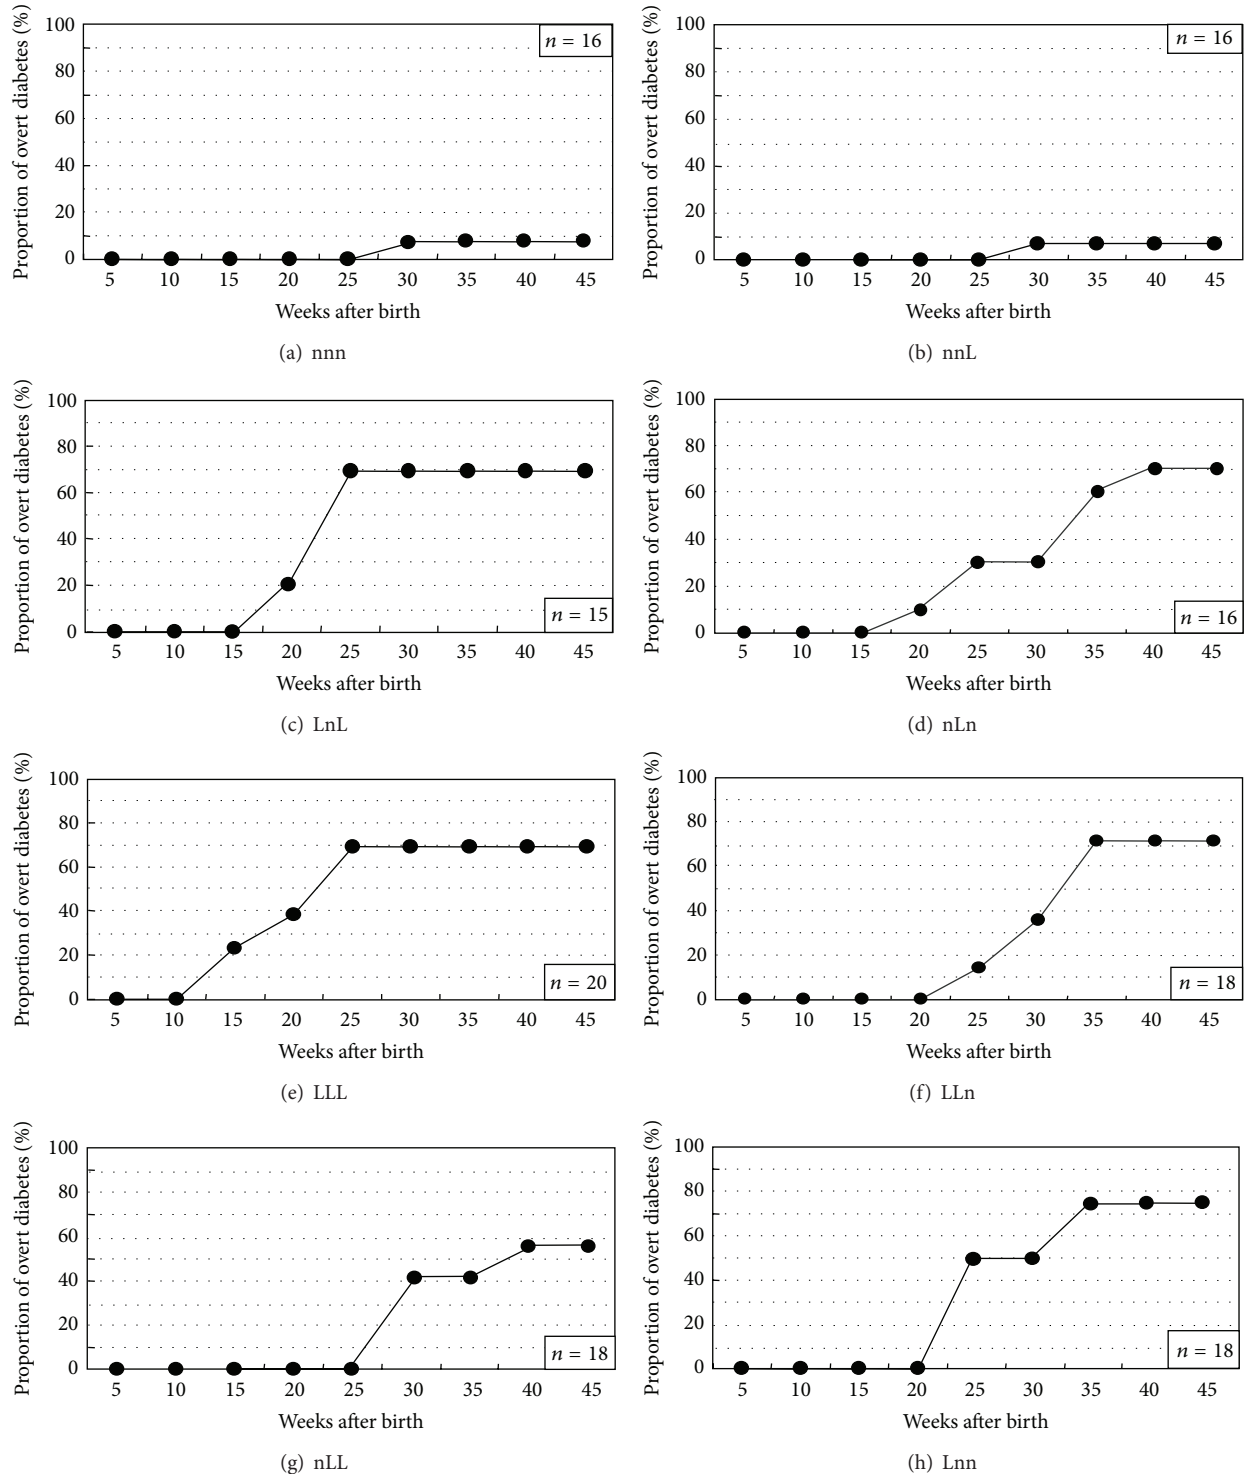 Proportion of overt diabetes (%)
100
80
60
40
20
0
n = 16
5 10 15 20 25 30 35 40 45
Weeks after birth
(a) nnn
Proportion of overt diabetes (%)
100
80
60
40
20
0
n = 16
5 10 15 20 25 30 35 40 45
Weeks after birth
(b) nnL
Proportion of overt diabetes (%)
100
80
60
40
20
0
n = 15
5 10 15 20 25 30 35 40 45
Weeks after birth
(c) LnL
Proportion of overt diabetes (%)
100
80
60
40
20
0
n = 16
5 10 15 20 25 30 35 40 45
Weeks after birth
(d) nLn
Proportion of overt diabetes (%)
100
80
60
40
20
0
n = 20
5 10 15 20 25 30 35 40 45
Weeks after birth
(e) LLL
Proportion of overt diabetes (%)
100
80
60
40
20
0
n = 18
5 10 15 20 25 30 35 40 45
Weeks after birth
(f) LLn
Proportion of overt diabetes (%)
100
80
60
40
20
0
n = 18
5 10 15 20 25 30 35 40 45
Weeks after birth
(g) nLL
Proportion of overt diabetes (%)
100
80
60
40
20
0
n = 18
5 10 15 20 25 30 35 40 45
Weeks after birth
(h) Lnn